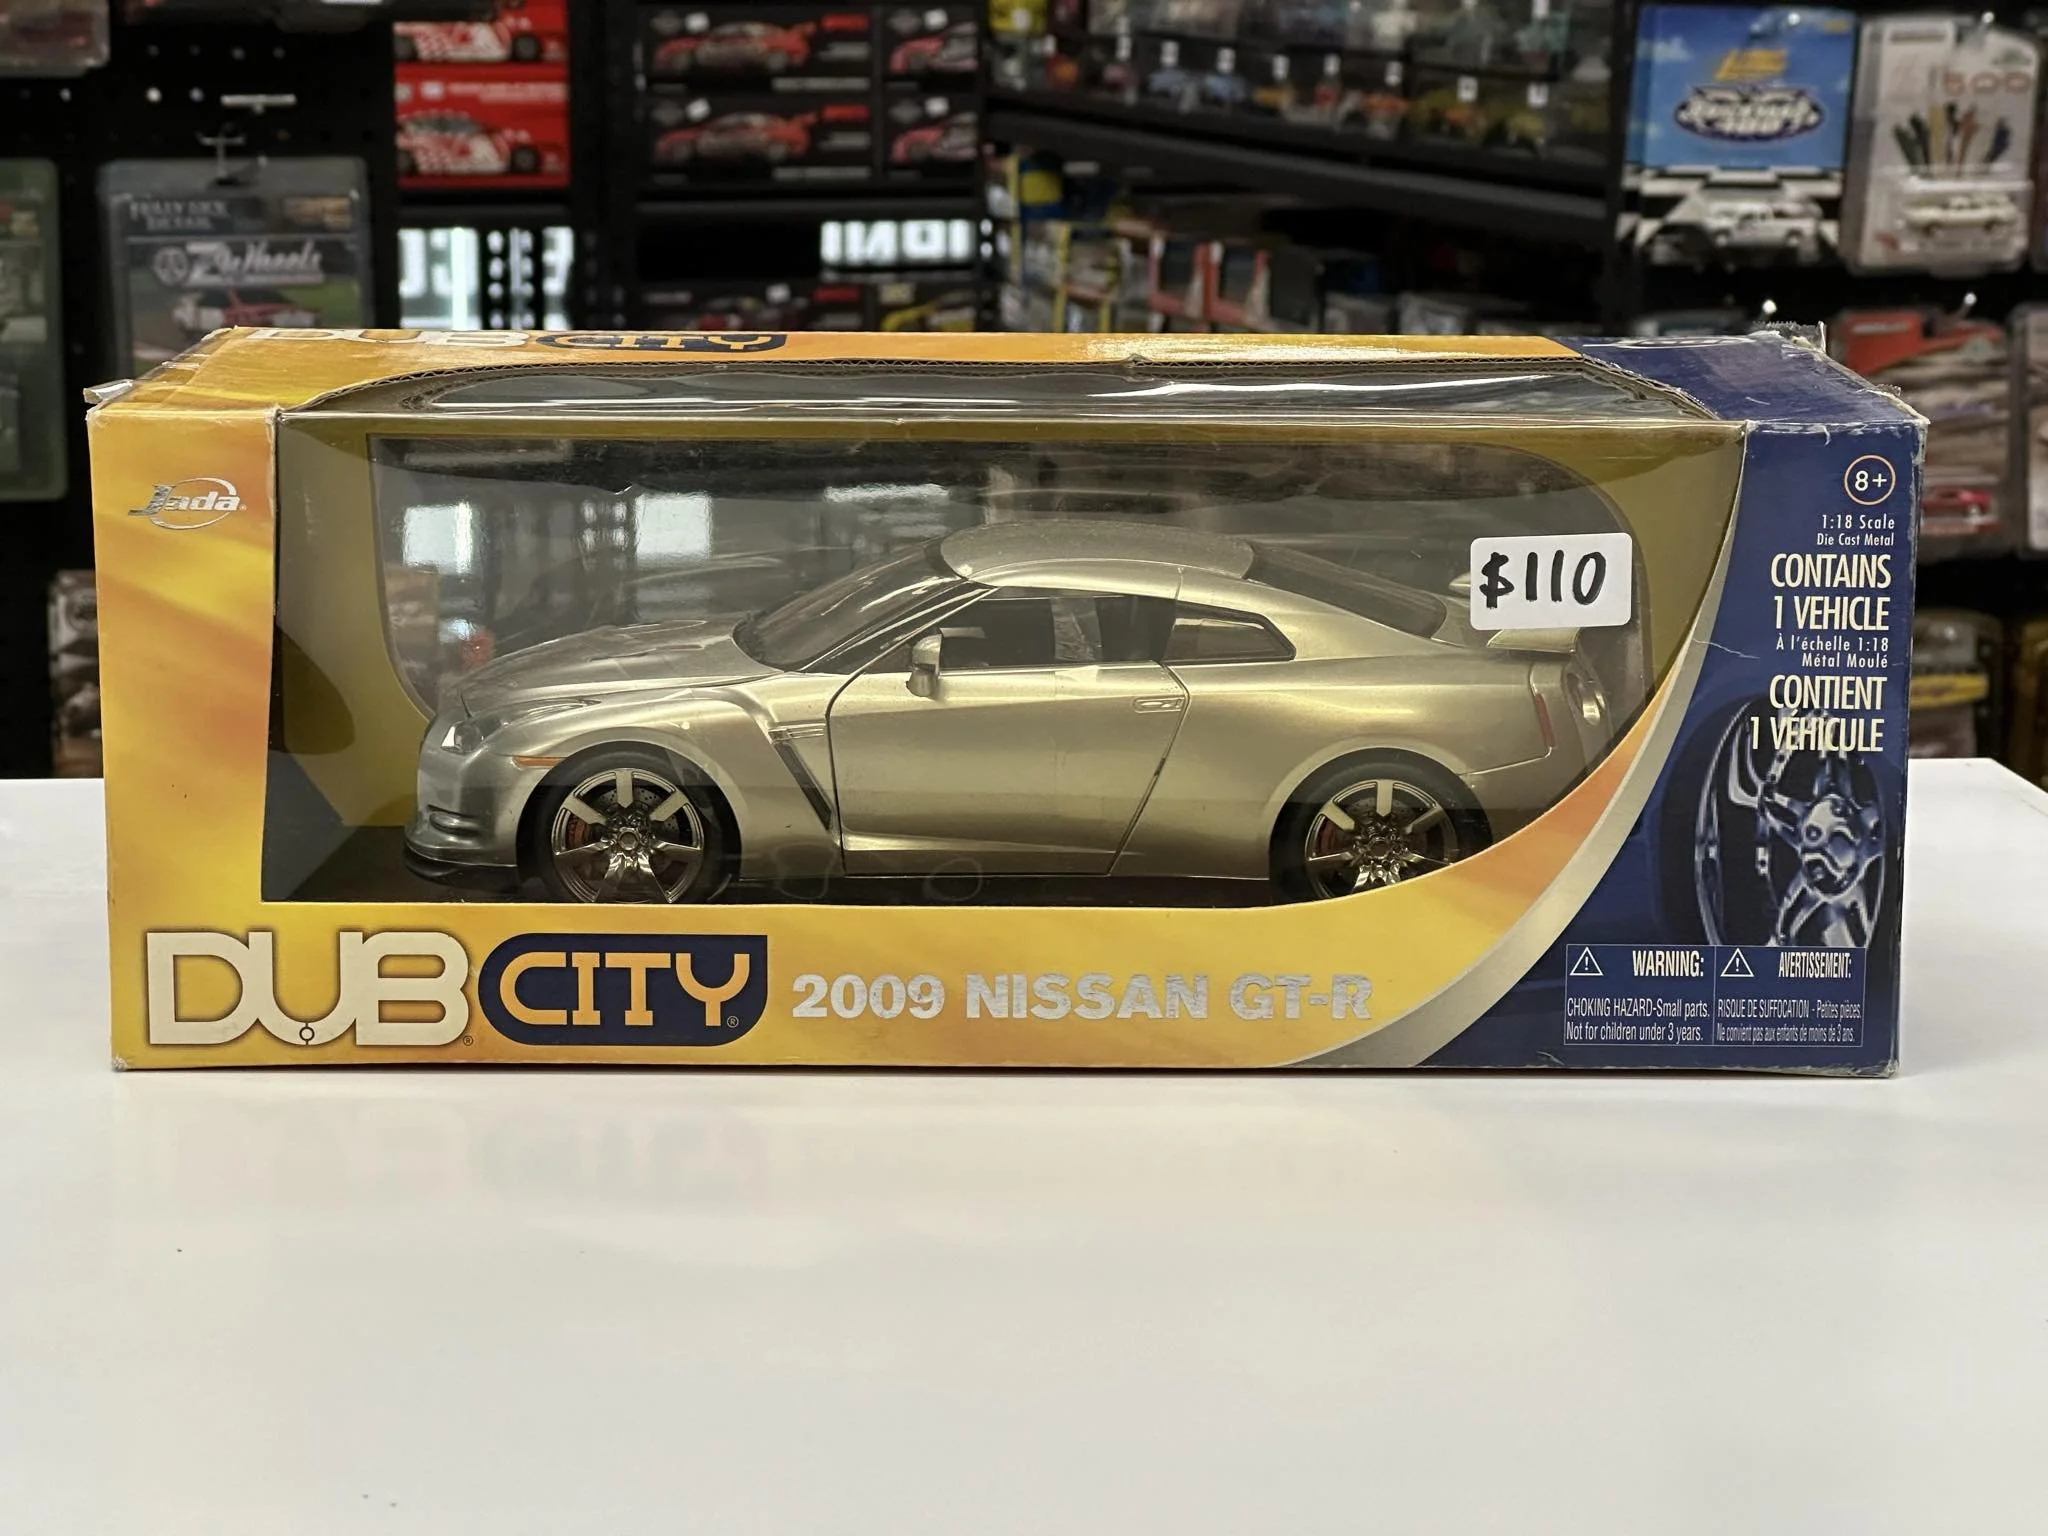 DUB CITY
Jada
$110
8+
1:18 Scale
Die Cast Metal
CONTAINS
1 VEHICLE
À l'échelle 1:18
Métal Moulé
CONTIENT
1 VÉHICULE
DUB CITY®
2009 NISSAN GT-R
WARNING:
CHOKING HAZARD-Small parts.
Not for children under 3 years.
AVERTISSEMENT:
RISQUE DE SUFFOCATION - Petites pièces.
Ne convient pas aux enfants de moins de 3 ans.